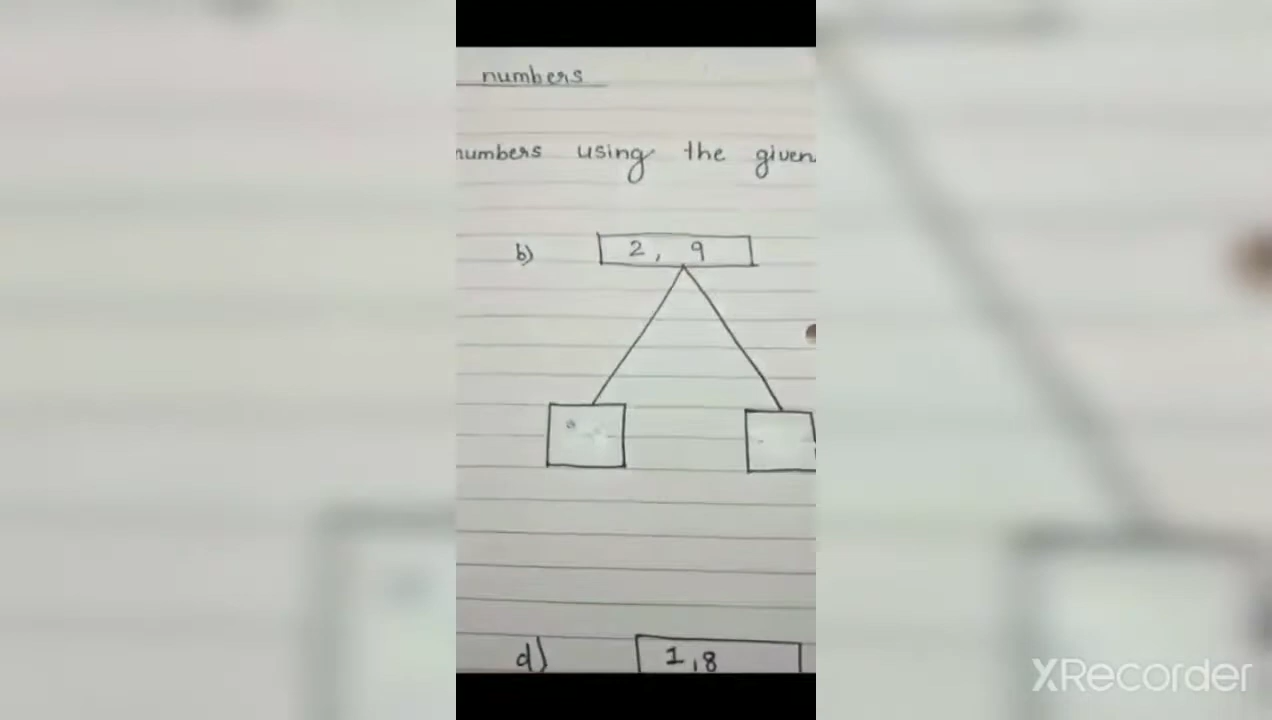 numbers
numbers using the given
b) 2, 9
d) 1,8
XRecorder